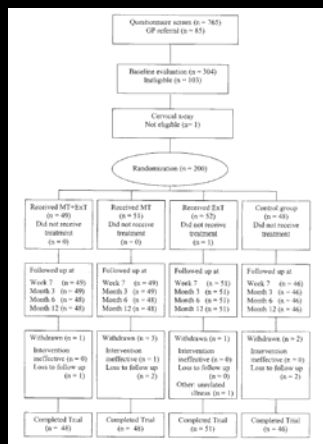 Questionnaire screen (n = 765)
GP referral (n = 85)
Baseline evaluation (n = 304)
Ineligible (n = 103)
Cervical xray
Not eligible (n= 1)
Randomization (n = 200)
Received MT+ExT
(n = 49)
Did not receive
treatment
(n = 0)
Received MT
(n = 51)
Did not receive
treatment
(n = 0)
Received ExT
(n = 52)
Did not receive
treatment
(n = 1)
Control group
(n = 48)
Did not receive
treatment
Followed up at
Week 7 (n= 49)
Month 3 (n= 49)
Month 6 (n= 48)
Month 12 (n= 48)
Followed up at
Week 7 (n= 49)
Month 3 (n= 49)
Month 6 (n= 48)
Month 12 (n= 48)
Followed up at
Week 7 (n= 51)
Month 3 (n= 51)
Month 6 (n= 51)
Month 12 (n= 51)
Followed up at
Week 7 (n= 46)
Month 3 (n= 46)
Month 6 (n= 46)
Month 12 (n= 46)
Withdrawn (n = 1)
Intervention
ineffective (n= 0)
Loss to follow up
(n = 1)
Withdrawn (n = 3)
Intervention
ineffective (n= 1)
Loss to follow up
(n = 2)
Withdrawn (n = 1)
Intervention
ineffective (n= 0)
Loss to follow up
(n = 0)
Other: unrelated
illness (n = 1)
Withdrawn (n = 2)
Intervention
ineffective (n= 0)
Loss to follow up
(n = 2)
Completed Trial
(n = 48)
Completed Trial
(n = 48)
Completed Trial
(n = 51)
Completed Trial
(n = 46)